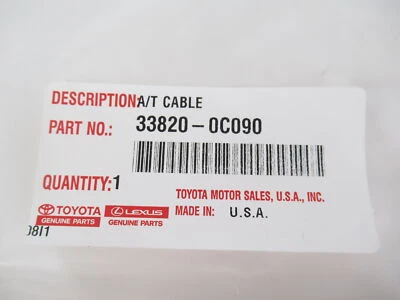 DESCRIPTION: A/T CABLE
PART NO.: 33820-0C090
QUANTITY: 1
TOYOTA MOTOR SALES, U.S.A., INC.
TOYOTA LEXUS
GENUINE PARTS GENUINE PARTS
MADE IN: U.S.A.